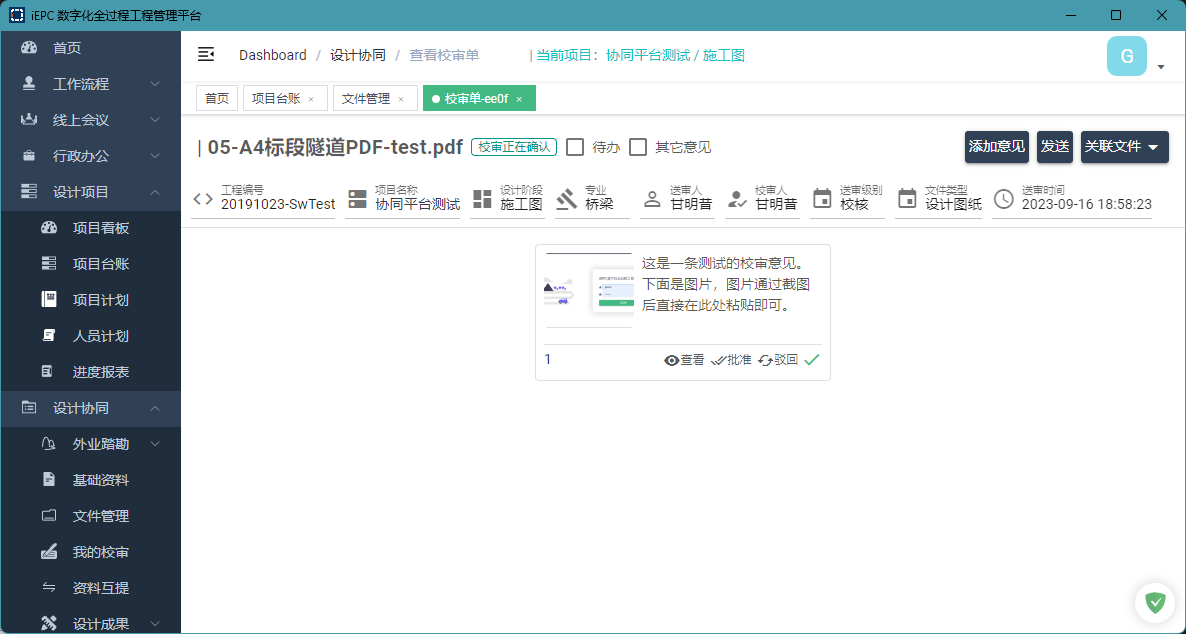 iEPC 数字化全过程工程管理平台
首页
工作流程
线上会议
行政办公
设计项目
项目看板
项目台账
项目计划
人员计划
进度报表
设计协同
外业踏勘
基础资料
文件管理
我的校审
资料互提
设计成果
Dashboard / 设计协同 / 查看校审单 | 当前项目：协同平台测试 / 施工图
G
首页 项目台账 × 文件管理 × 校审单-ee0f ×
| 05-A4标段隧道PDF-test.pdf 校审正在确认 待办 其它意见 添加意见 发送 关联文件
工程编号 项目名称 设计阶段 专业 送审人 校审人 送审级别 文件类型 送审时间
20191023-SwTest 协同平台测试 施工图 桥梁 甘明昔 甘明昔 校核 设计图纸 2023-09-16 18:58:23
这是一条测试的校审意见。
下面是图片，图片通过截图
后直接在此处粘贴即可。
1 查看 批准 驳回